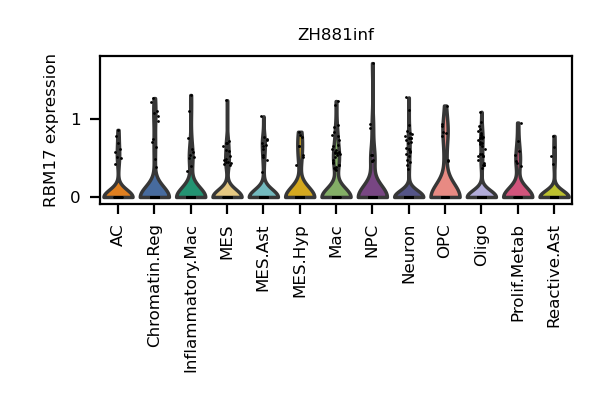 ZH881inf
RBM17 expression
1
0
AC
Chromatin.Reg
Inflammatory.Mac
MES
MES.Ast
MES.Hyp
Mac
NPC
Neuron
OPC
Oligo
Prolif.Metab
Reactive.Ast